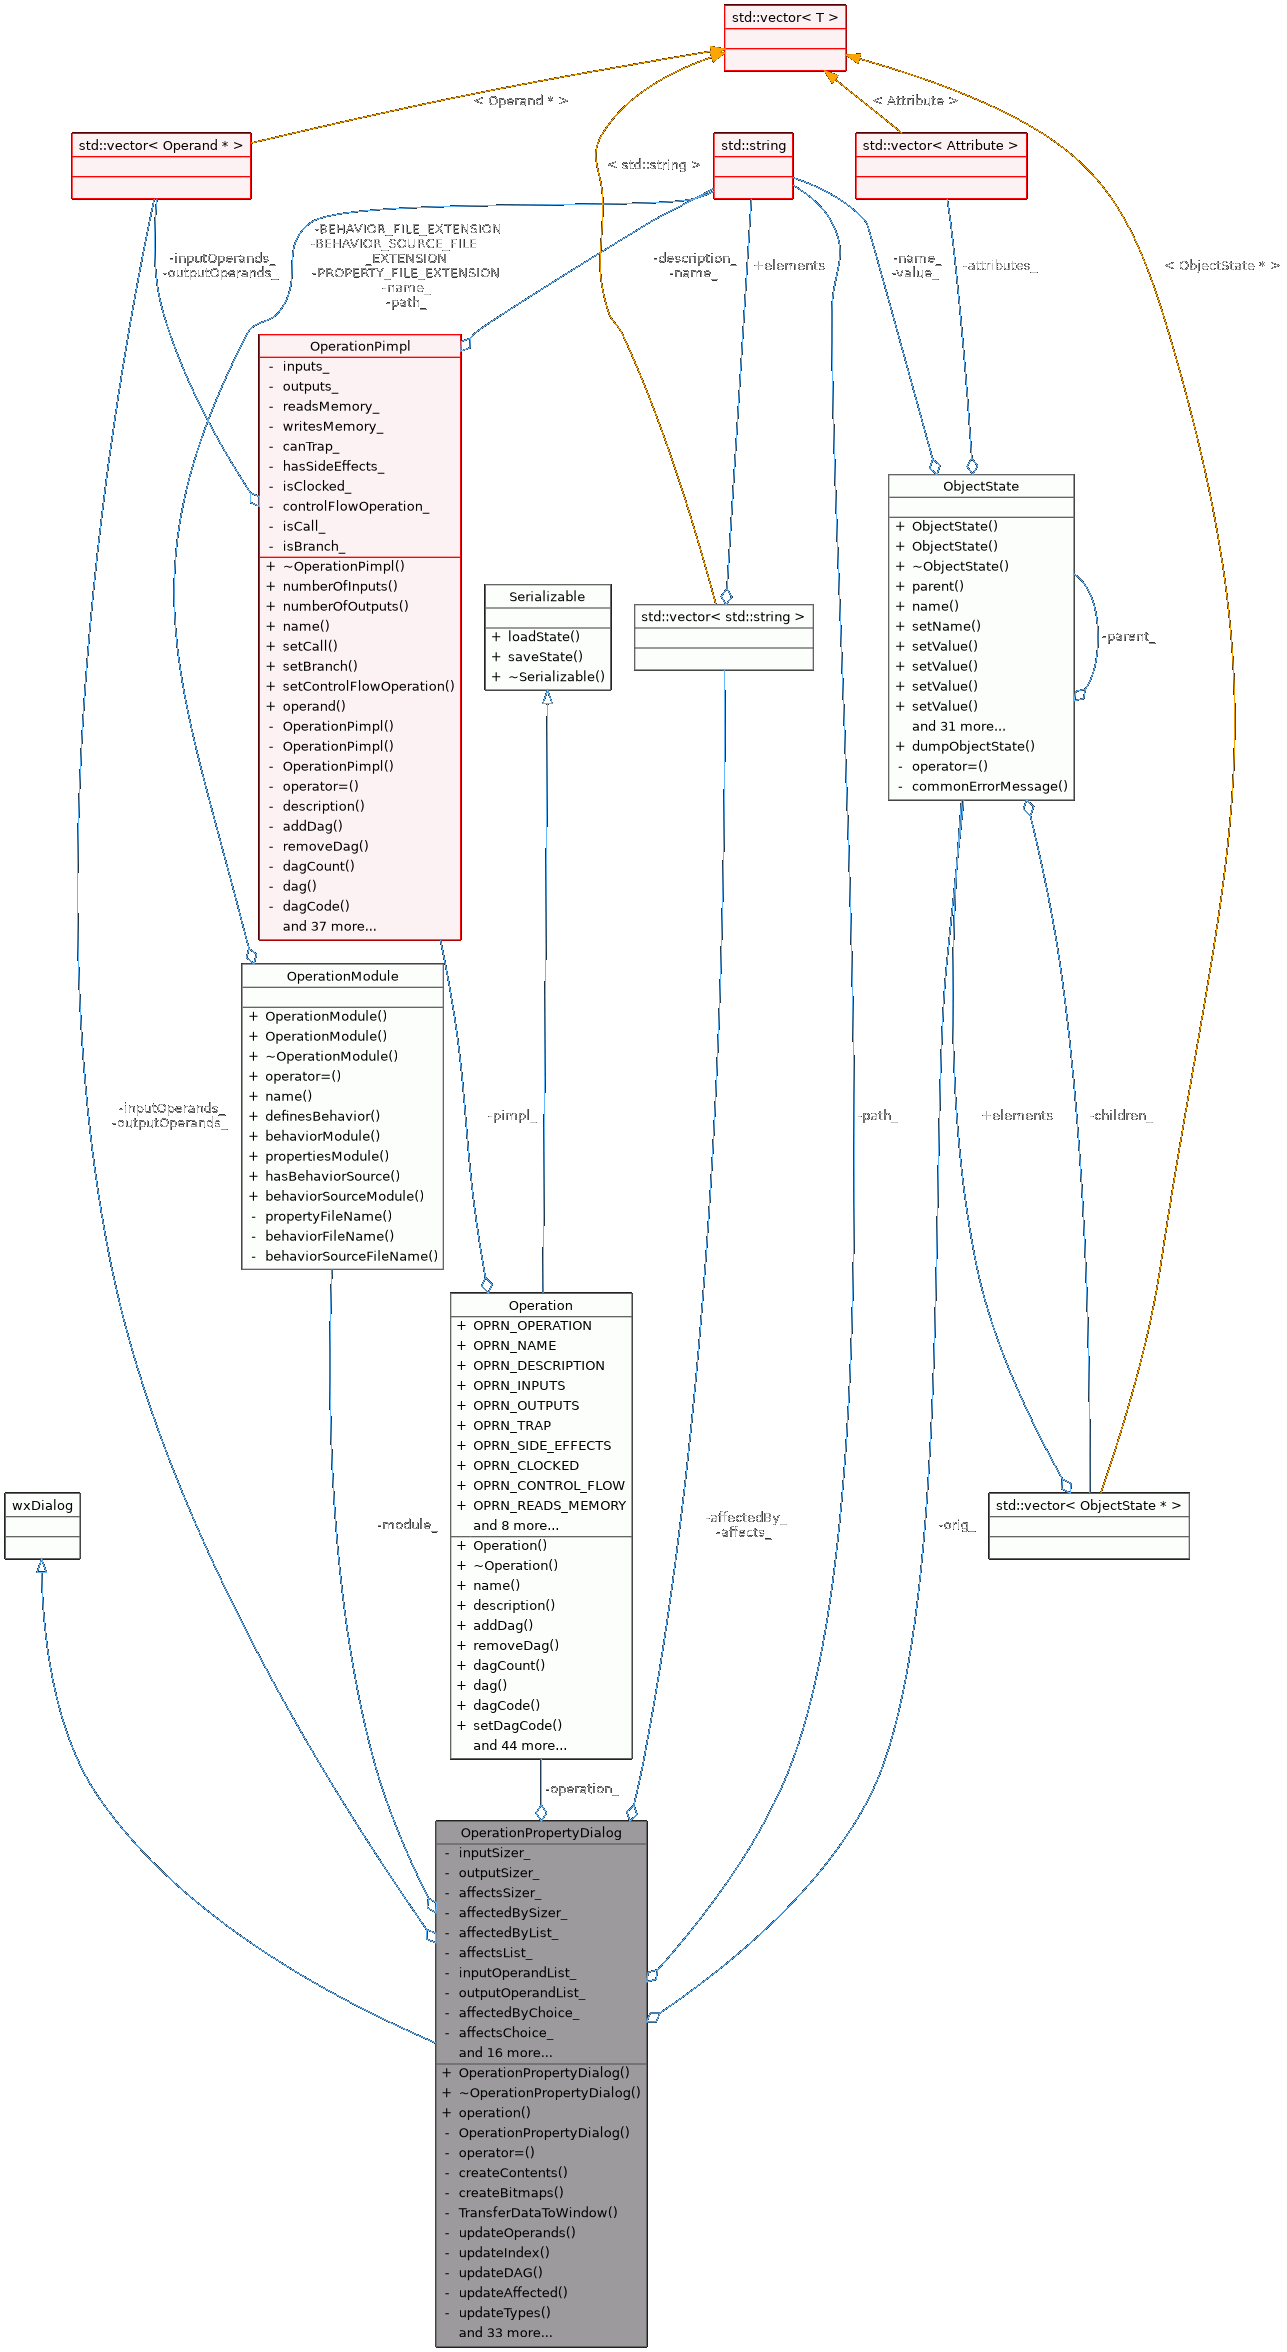 std::vector< T >
< Operand * >
< Attribute >
std::vector< Operand * >
std::string
std::vector< Attribute >
< std::string >
-BEHAVIOR_FILE_EXTENSION
-BEHAVIOR_SOURCE_FILE
_EXTENSION
-PROPERTY_FILE_EXTENSION
-name_
-path_
-inputOperands_
-outputOperands_
-description_
-name_
+elements
-name_
-value_
-attributes_
< ObjectState * >
OperationPimpl
- inputs_
- outputs_
- readsMemory_
- writesMemory_
- canTrap_
- hasSideEffects_
- isClocked_
- controlFlowOperation_
- isCall_
- isBranch_
+ ~OperationPimpl()
+ numberOfInputs()
+ numberOfOutputs()
+ name()
+ setCall()
+ setBranch()
+ setControlFlowOperation()
+ operand()
- OperationPimpl()
- OperationPimpl()
- OperationPimpl()
- operator=()
- description()
- addDag()
- removeDag()
- dagCount()
- dag()
- dagCode()
and 37 more...
Serializable
+ loadState()
+ saveState()
+ ~Serializable()
std::vector< std::string >
ObjectState
+ ObjectState()
+ ObjectState()
+ ~ObjectState()
+ parent()
+ name()
+ setName()
+ setValue()
+ setValue()
+ setValue()
+ setValue()
and 31 more...
+ dumpObjectState()
- operator=()
- commonErrorMessage()
-parent_
OperationModule
+ OperationModule()
+ OperationModule()
+ ~OperationModule()
+ operator=()
+ name()
+ definesBehavior()
+ behaviorModule()
+ propertiesModule()
+ hasBehaviorSource()
+ behaviorSourceModule()
- propertyFileName()
- behaviorFileName()
- behaviorSourceFileName()
-inputOperands_
-outputOperands_
-pimpl_
-path_
+elements
-children_
Operation
+ OPRN_OPERATION
+ OPRN_NAME
+ OPRN_DESCRIPTION
+ OPRN_INPUTS
+ OPRN_OUTPUTS
+ OPRN_TRAP
+ OPRN_SIDE_EFFECTS
+ OPRN_CLOCKED
+ OPRN_CONTROL_FLOW
+ OPRN_READS_MEMORY
and 8 more...
+ Operation()
+ ~Operation()
+ name()
+ description()
+ addDag()
+ removeDag()
+ dagCount()
+ dag()
+ dagCode()
+ setDagCode()
and 44 more...
wxDialog
-module_
-affectedBy_
-affects_
-orig_
std::vector< ObjectState * >
-operation_
OperationPropertyDialog
- inputSizer_
- outputSizer_
- affectsSizer_
- affectedBySizer_
- affectedByList_
- affectsList_
- inputOperandList_
- outputOperandList_
- affectedByChoice_
- affectsChoice_
and 16 more...
+ OperationPropertyDialog()
+ ~OperationPropertyDialog()
+ operation()
- OperationPropertyDialog()
- operator=()
- createContents()
- createBitmaps()
- TransferDataToWindow()
- updateOperands()
- updateIndex()
- updateDAG()
- updateAffected()
- updateTypes()
and 33 more...